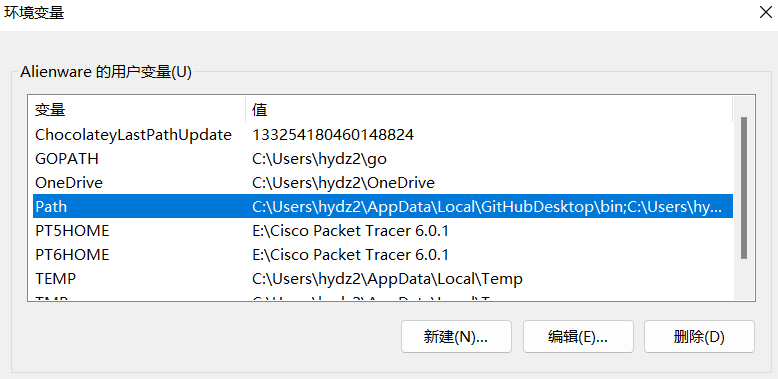 环境变量
Alienware 的用户变量(U)
变量 值
ChocolateyLastPathUpdate 133254180460148824
GOPATH C:\Users\hydz2\go
OneDrive C:\Users\hydz2\OneDrive
Path C:\Users\hydz2\AppData\Local\GitHubDesktop\bin;C:\Users\hy...
PT5HOME E:\Cisco Packet Tracer 6.0.1
PT6HOME E:\Cisco Packet Tracer 6.0.1
TEMP C:\Users\hydz2\AppData\Local\Temp
新建(N)... 编辑(E)... 删除(D)